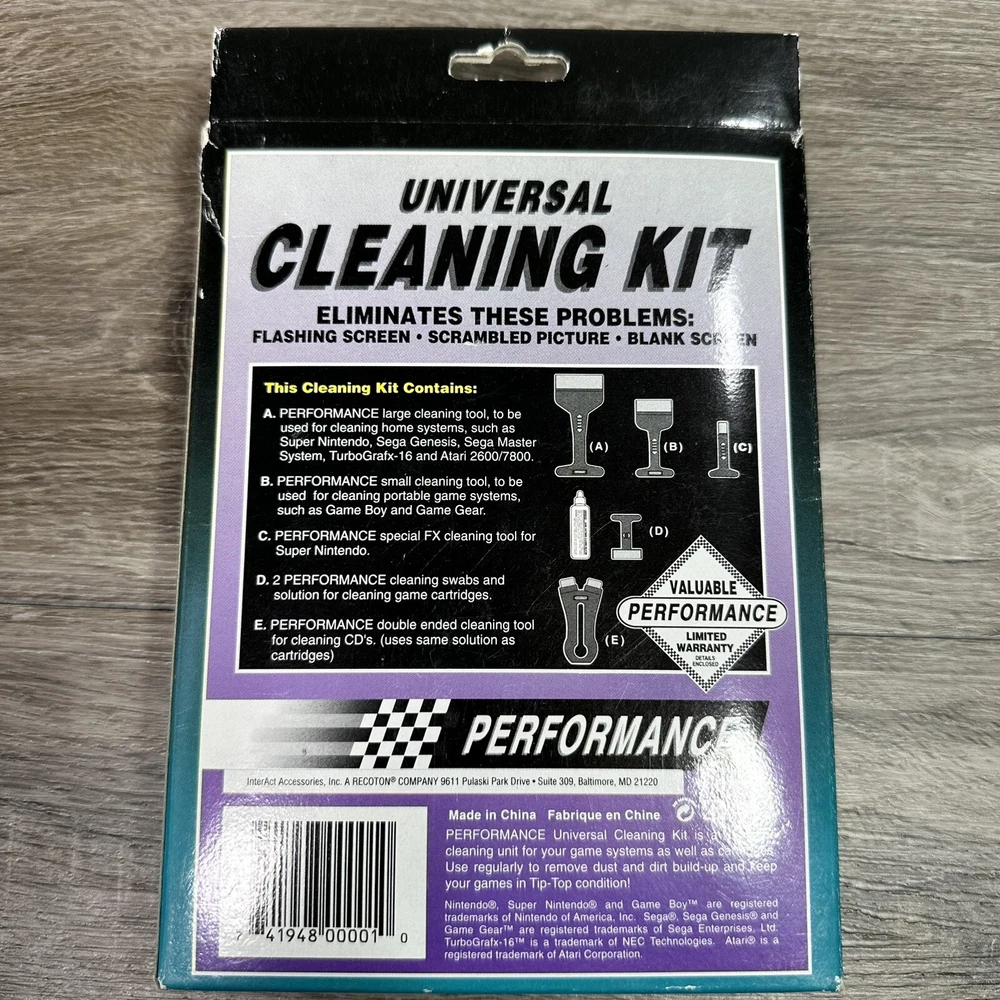 UNIVERSAL
CLEANING KIT
ELIMINATES THESE PROBLEMS:
FLASHING SCREEN • SCRAMBLED PICTURE • BLANK SCREEN
This Cleaning Kit Contains:
A. PERFORMANCE large cleaning tool, to be
used for cleaning home systems, such as
Super Nintendo, Sega Genesis, Sega Master
System, TurboGrafx-16 and Atari 2600/7800.
B. PERFORMANCE small cleaning tool, to be
used for cleaning portable game systems,
such as Game Boy and Game Gear.
C. PERFORMANCE special FX cleaning tool for
Super Nintendo.
D. 2 PERFORMANCE cleaning swabs and
solution for cleaning game cartridges.
E. PERFORMANCE double ended cleaning tool
for cleaning CD's. (uses same solution as
cartridges)
(A)
(B)
(C)
(D)
(E)
VALUABLE
PERFORMANCE
LIMITED
WARRANTY
DETAILS
ENCLOSED
PERFORMANCE
InterAct Accessories, Inc. A RECOTON® COMPANY 9611 Pulaski Park Drive • Suite 309, Baltimore, MD 21220
Made in China Fabrique en Chine
PERFORMANCE Universal Cleaning Kit is
cleaning unit for your game systems as well as
Use regularly to remove dust and dirt build-up and keep
your games in Tip-Top condition!
Nintendo®, Super Nintendo® and Game Boy™ are registered
trademarks of Nintendo of America, Inc. Sega®, Sega Genesis® and
Game Gear™ are registered trademarks of Sega Enterprises, Ltd.
TurboGrafx-16™ is a trademark of NEC Technologies. Atari® is a
registered trademark of Atari Corporation.
41948 00001 0